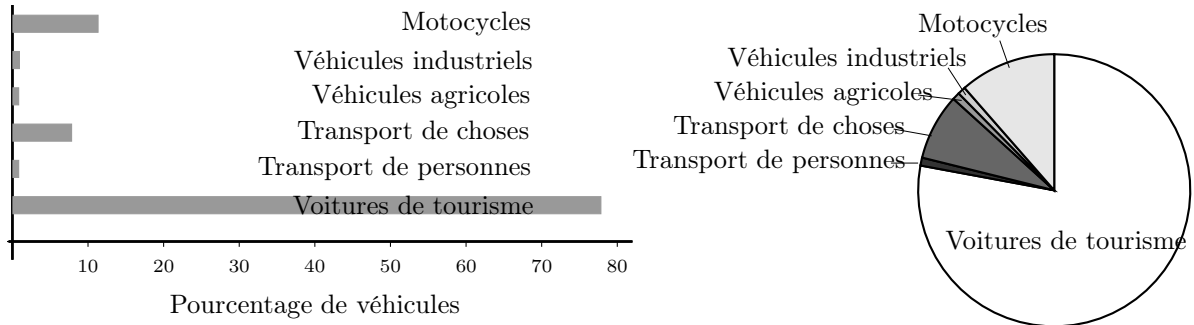 Motocycles
Véhicules industriels
Véhicules agricoles
Transport de choses
Transport de personnes
Voitures de tourisme
10 20 30 40 50 60 70 80
Pourcentage de véhicules
Motocycles
Véhicules industriels
Véhicules agricoles
Transport de choses
Transport de personnes
Voitures de tourisme